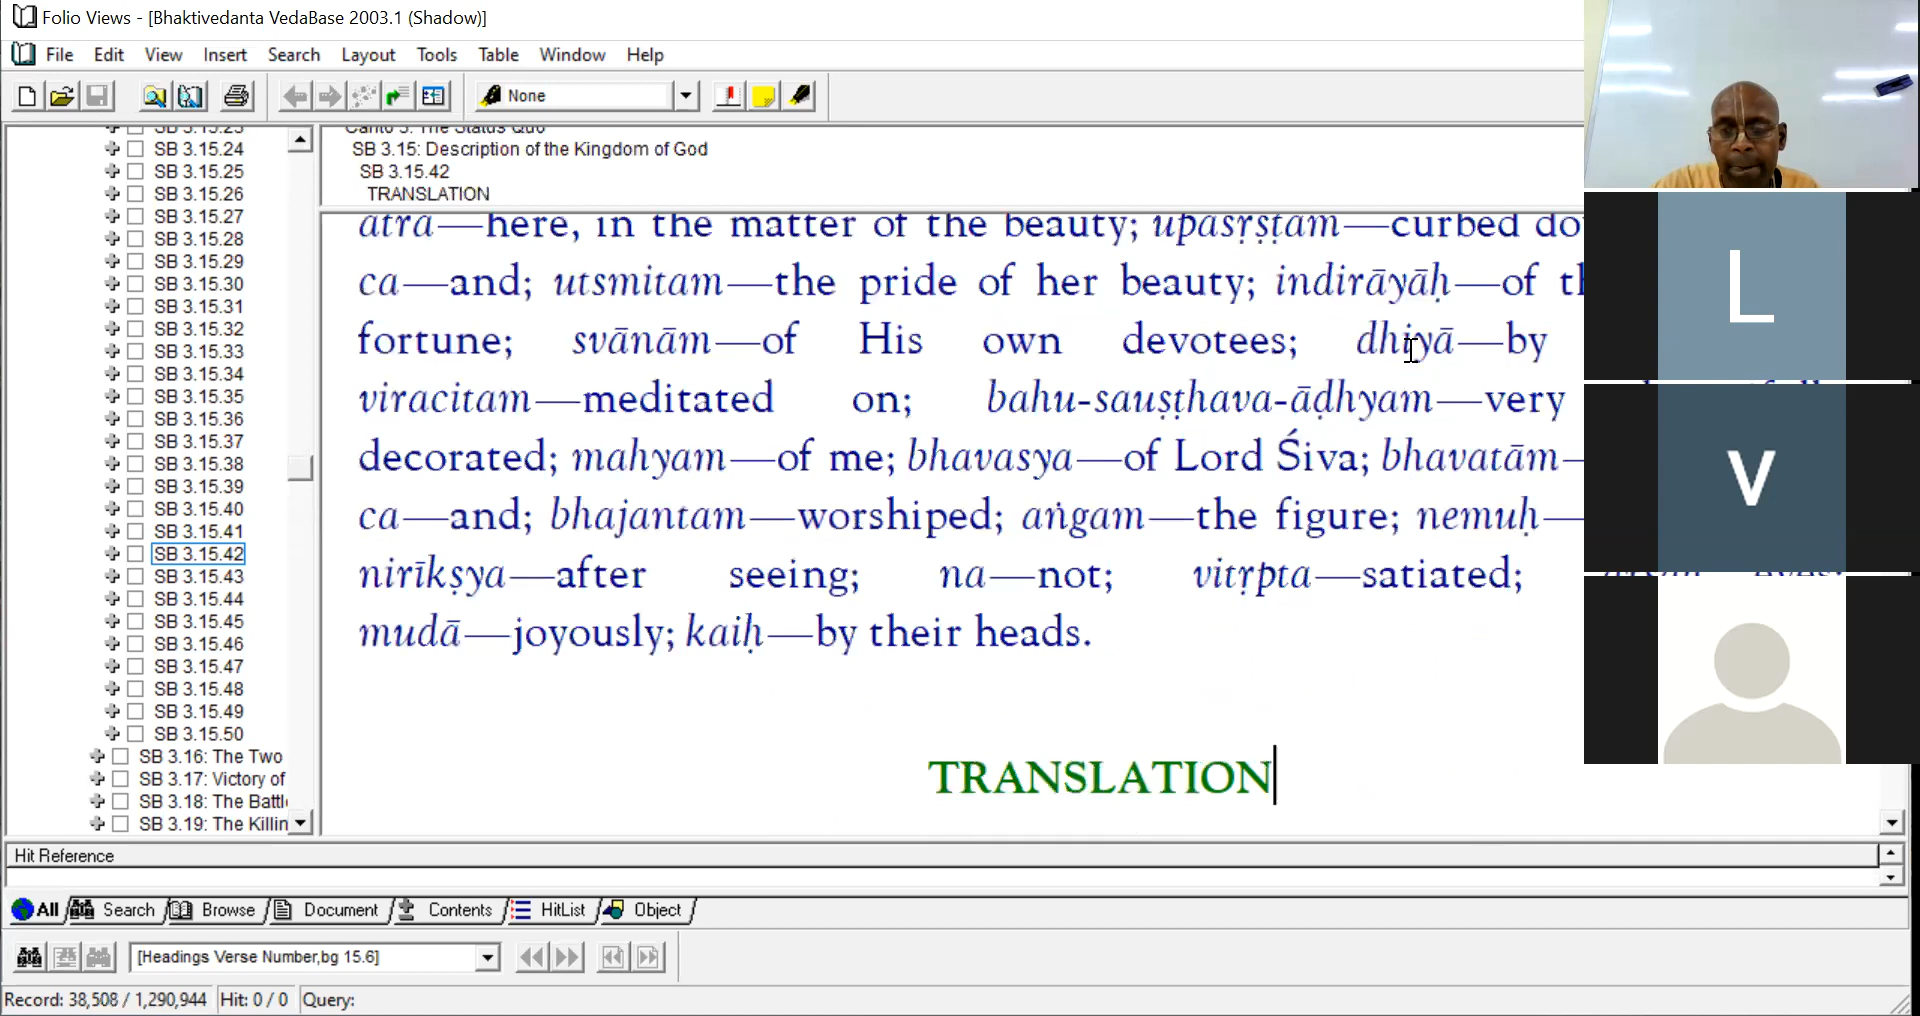 Folio Views - [Bhaktivedanta VedaBase 2003.1 (Shadow)]
File Edit View Insert Search Layout Tools Table Window Help
None
SB 3.15.23
SB 3.15.24
SB 3.15.25
SB 3.15.26
SB 3.15.27
SB 3.15.28
SB 3.15.29
SB 3.15.30
SB 3.15.31
SB 3.15.32
SB 3.15.33
SB 3.15.34
SB 3.15.35
SB 3.15.36
SB 3.15.37
SB 3.15.38
SB 3.15.39
SB 3.15.40
SB 3.15.41
SB 3.15.42
SB 3.15.43
SB 3.15.44
SB 3.15.45
SB 3.15.46
SB 3.15.47
SB 3.15.48
SB 3.15.49
SB 3.15.50
SB 3.16: The Two
SB 3.17: Victory of
SB 3.18: The Battl
SB 3.19: The Killin
Canto 3: The Status Quo
SB 3.15: Description of the Kingdom of God
SB 3.15.42
TRANSLATION
atra—here, in the matter of the beauty; upasṛṣṭam—curbed do
ca—and; utsmitam—the pride of her beauty; indirāyāḥ—of t
fortune; svānām—of His own devotees; dhiyā—by
viracitam—meditated on; bahu-sauṣṭhava-āḍhyam—very
decorated; mahyam—of me; bhavasya—of Lord Śiva; bhavatām—
ca—and; bhajantam—worshiped; aṅgam—the figure; nemuḥ—
nirīkṣya—after seeing; na—not; vitṛpta—satiated;
mudā—joyously; kaiḥ—by their heads.
TRANSLATION
L
V
Hit Reference
All Search Browse Document Contents HitList Object
[Headings Verse Number,bg 15.6]
Record: 38,508 / 1,290,944 Hit: 0 / 0 Query: